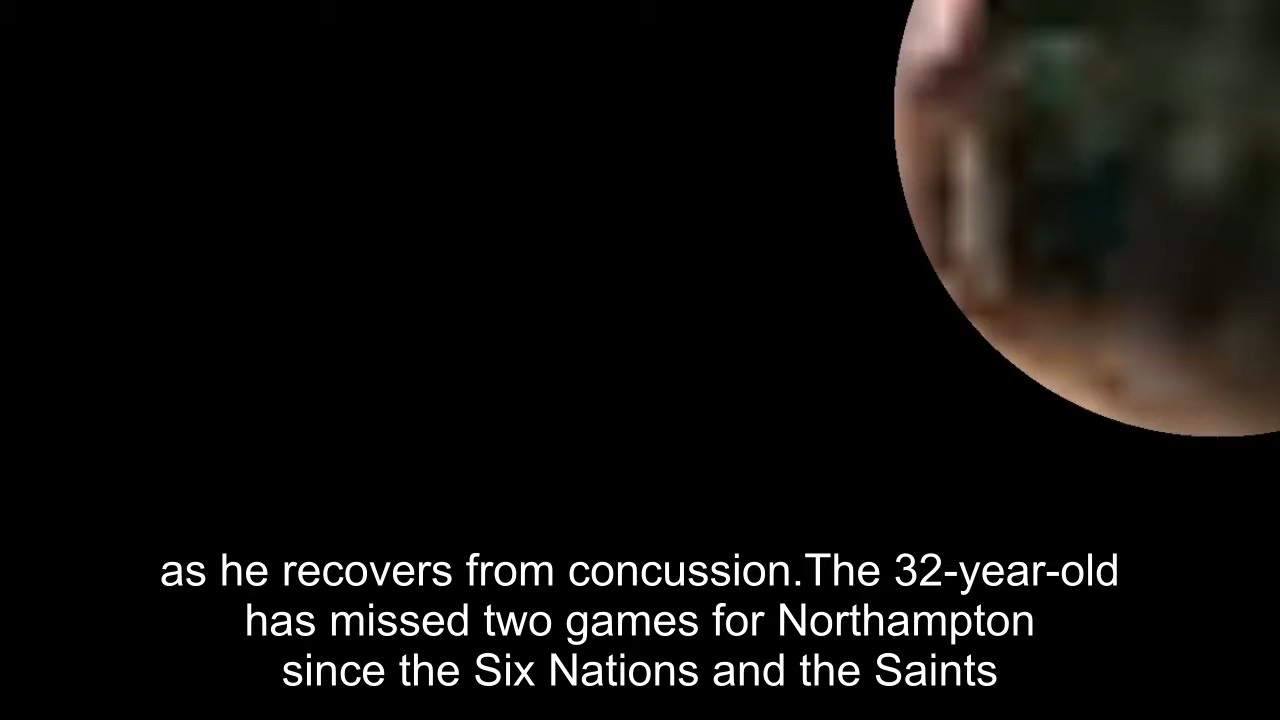 as he recovers from concussion.The 32-year-old
has missed two games for Northampton
since the Six Nations and the Saints